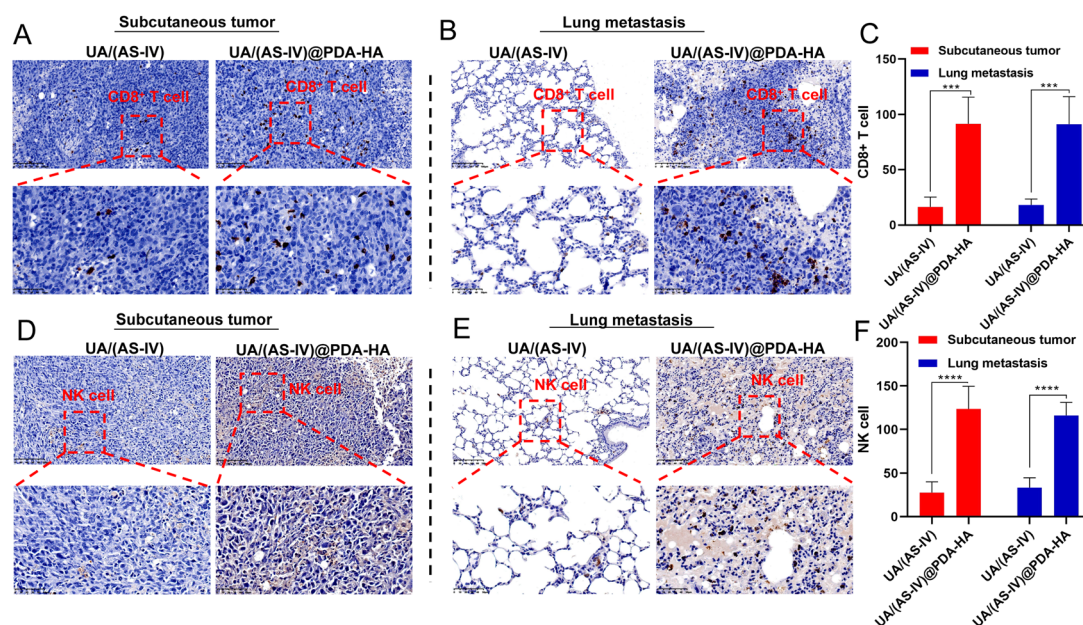 A
Subcutaneous tumor
UA/(AS-IV)
UA/(AS-IV)@PDA-HA
CD8⁺ T cell
CD8⁺ T cell
B
Lung metastasis
UA/(AS-IV)
UA/(AS-IV)@PDA-HA
CD8⁺ T cell
CD8⁺ T cell
C
Subcutaneous tumor
Lung metastasis
150
100
50
0
CD8+ T cell
***
***
UA/(AS-IV)
UA/(AS-IV)@PDA-HA
UA/(AS-IV)
UA/(AS-IV)@PDA-HA
D
Subcutaneous tumor
UA/(AS-IV)
UA/(AS-IV)@PDA-HA
NK cell
NK cell
E
Lung metastasis
UA/(AS-IV)
UA/(AS-IV)@PDA-HA
NK cell
NK cell
F
Subcutaneous tumor
Lung metastasis
200
150
100
50
0
NK cell
****
****
UA/(AS-IV)
UA/(AS-IV)@PDA-HA
UA/(AS-IV)
UA/(AS-IV)@PDA-HA